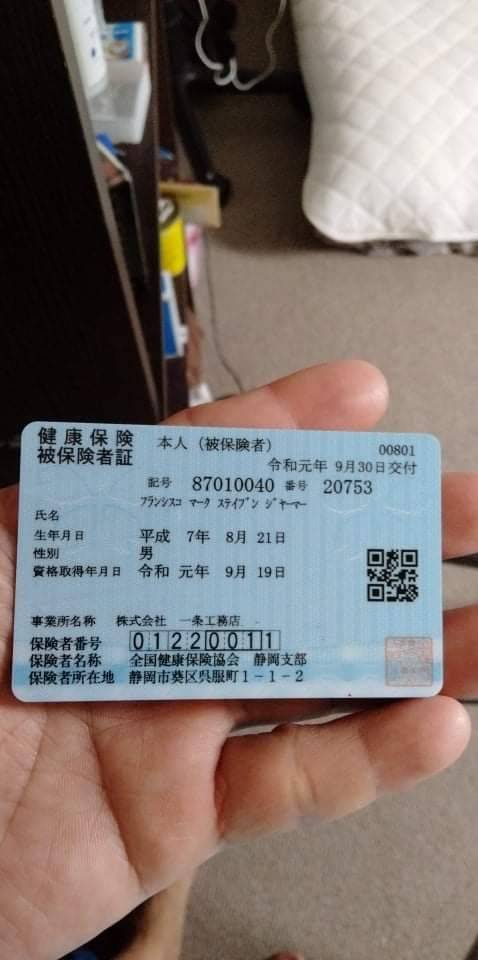 健康保険
被保険者証
本人（被保険者）
00801
令和元年 9月30日交付
記号 87010040 番号 20753
フランシスコ マーク ステイブン ジャーマー
氏名
生年月日 平成 7年 8月 21日
性別 男
資格取得年月日 令和 元年 9月 19日
事業所名称 株式会社 一条工務店
保険者番号 01220011
保険者名称 全国健康保険協会 静岡支部
保険者所在地 静岡市葵区呉服町1－1－2